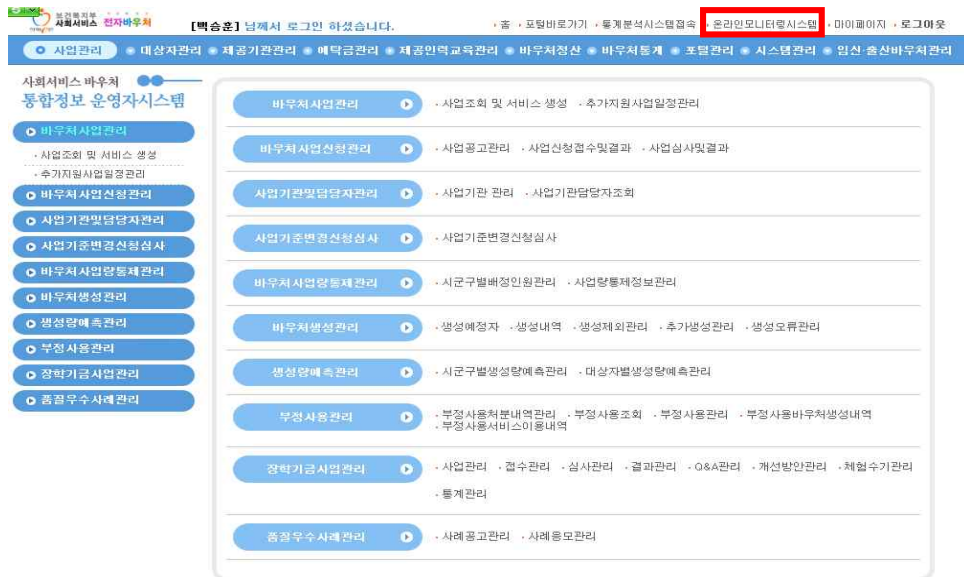 보건복지부
사회서비스 전자바우처
[백승훈] 님께서 로그인 하셨습니다.
· 홈 · 포털바로가기 · 통계분석시스템접속 · 온라인모니터링시스템 · 마이페이지 · 로그아웃
사업관리 대상자관리 제공기관관리 예탁금관리 제공인력교육관리 바우처정산 바우처통계 포털관리 시스템관리 임신·출산바우처관리
사회서비스 바우처
통합정보 운영자시스템
바우처사업관리
· 사업조회 및 서비스 생성
· 추가지원사업일정관리
바우처사업신청관리
사업기관및담당자관리
사업기준변경신청심사
바우처사업량통제관리
바우처생성관리
생성량예측관리
부정사용관리
장학기금사업관리
품질우수사례관리
바우처사업관리 · 사업조회 및 서비스 생성 · 추가지원사업일정관리
바우처사업신청관리 · 사업공고관리 · 사업신청접수및결과 · 사업심사및결과
사업기관및담당자관리 · 사업기관 관리 · 사업기관담당자조회
사업기준변경신청심사 · 사업기준변경신청심사
바우처사업량통제관리 · 시군구별배정인원관리 · 사업량통제정보관리
바우처생성관리 · 생성예정자 · 생성내역 · 생성제외관리 · 추가생성관리 · 생성오류관리
생성량예측관리 · 시군구별생성량예측관리 · 대상자별생성량예측관리
부정사용관리 · 부정사용처분내역관리 · 부정사용조회 · 부정사용관리 · 부정사용바우처생성내역
· 부정사용서비스이용내역
장학기금사업관리 · 사업관리 · 접수관리 · 심사관리 · 결과관리 · Q&A관리 · 개선방안관리 · 체험수기관리
· 통계관리
품질우수사례관리 · 사례공고관리 · 사례응모관리